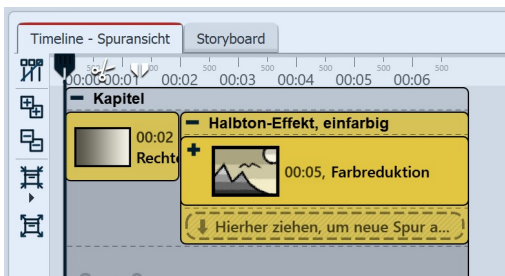 Timeline - Spuransicht
Storyboard
500 500 500 500 500 500
00:00 00:01 00:02 00:03 00:04 00:05 00:06
Kapitel
Halbton-Effekt, einfarbig
00:02
00:05, Farbreduktion
Hierher ziehen, um neue Spur a...